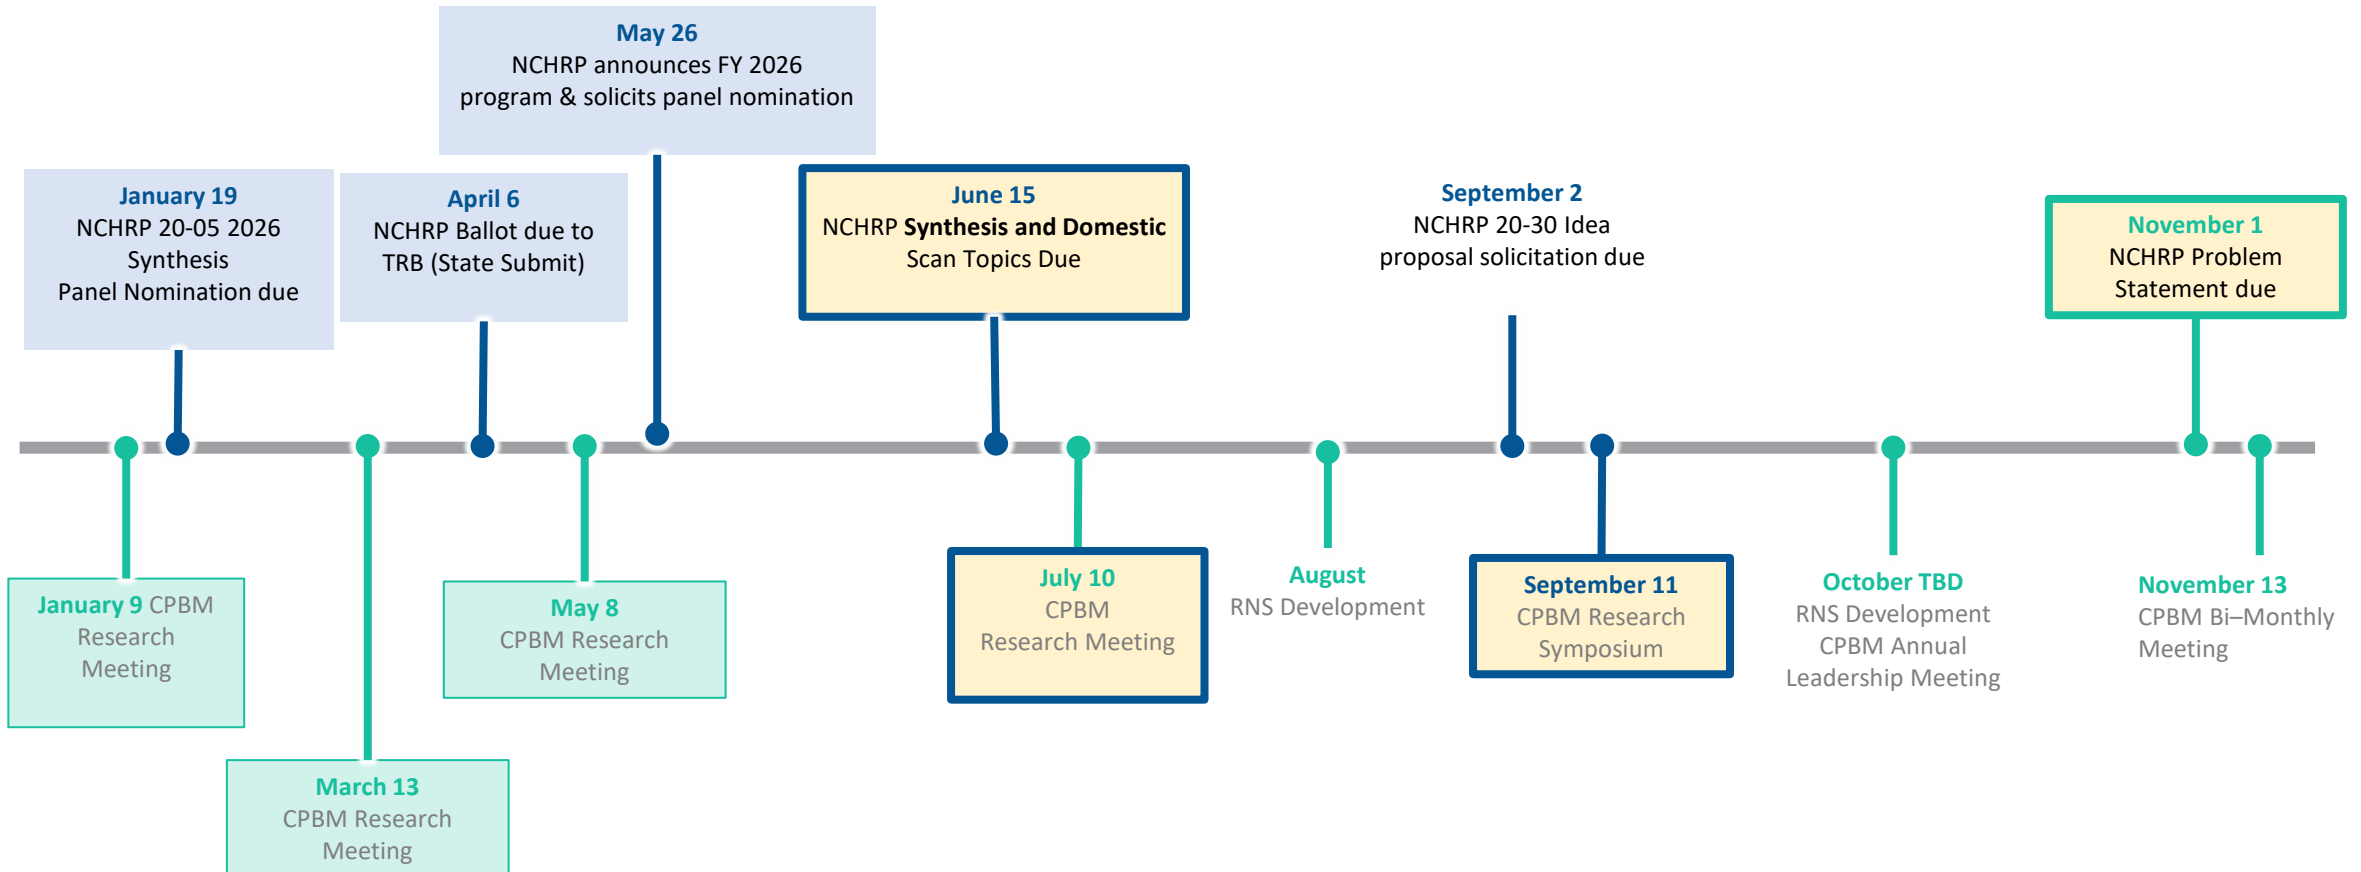 May 26
NCHRP announces FY 2026
program & solicits panel nomination
January 19
NCHRP 20-05 2026
Synthesis
Panel Nomination due
April 6
NCHRP Ballot due to
TRB (State Submit)
June 15
NCHRP Synthesis and Domestic
Scan Topics Due
September 2
NCHRP 20-30 Idea
proposal solicitation due
November 1
NCHRP Problem
Statement due
January 9 CPBM
Research
Meeting
March 13
CPBM Research
Meeting
May 8
CPBM Research
Meeting
July 10
CPBM
Research Meeting
August
RNS Development
September 11
CPBM Research
Symposium
October TBD
RNS Development
CPBM Annual
Leadership Meeting
November 13
CPBM Bi–Monthly
Meeting